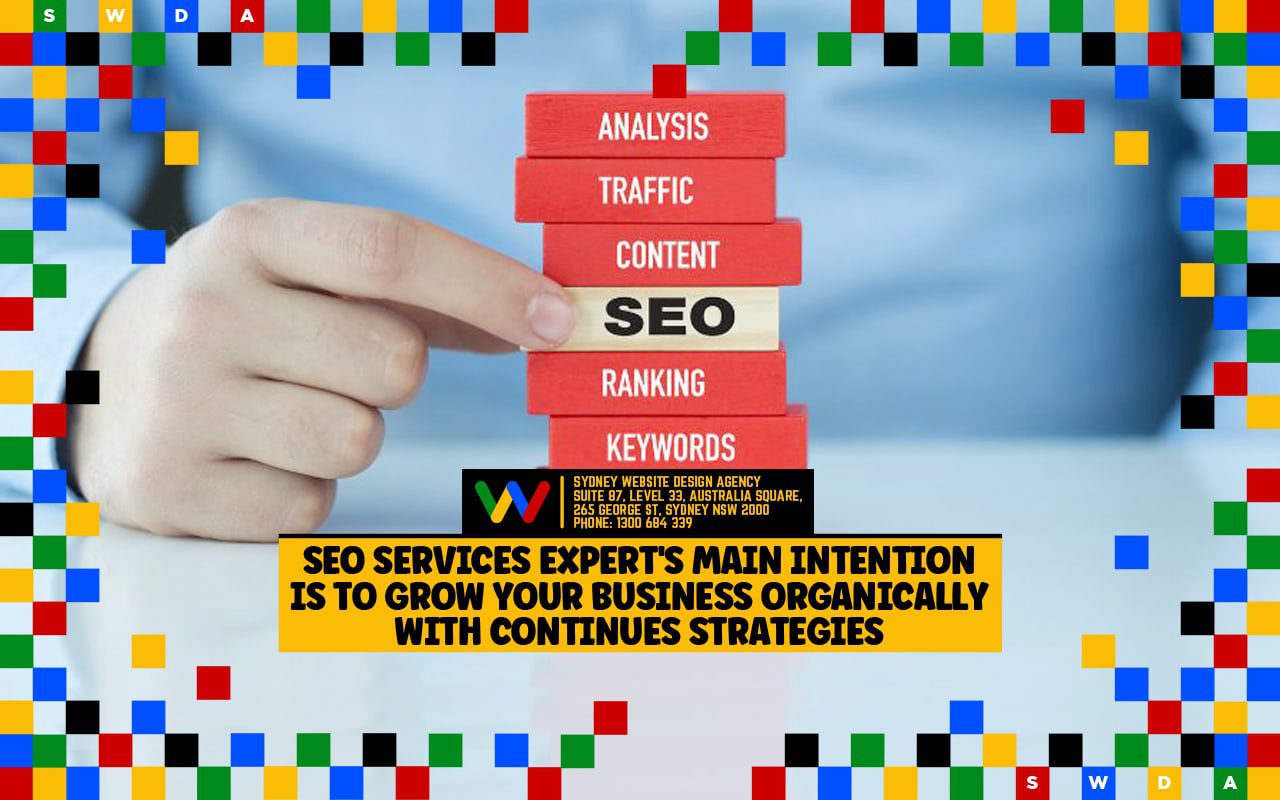 S W D A
ANALYSIS
TRAFFIC
CONTENT
SEO
RANKING
KEYWORDS
SYDNEY WEBSITE DESIGN AGENCY
SUITE 87, LEVEL 33, AUSTRALIA SQUARE,
265 GEORGE ST, SYDNEY NSW 2000
PHONE: 1300 684 339
SEO SERVICES EXPERT'S MAIN INTENTION
IS TO GROW YOUR BUSINESS ORGANICALLY
WITH CONTINUES STRATEGIES
S W D A